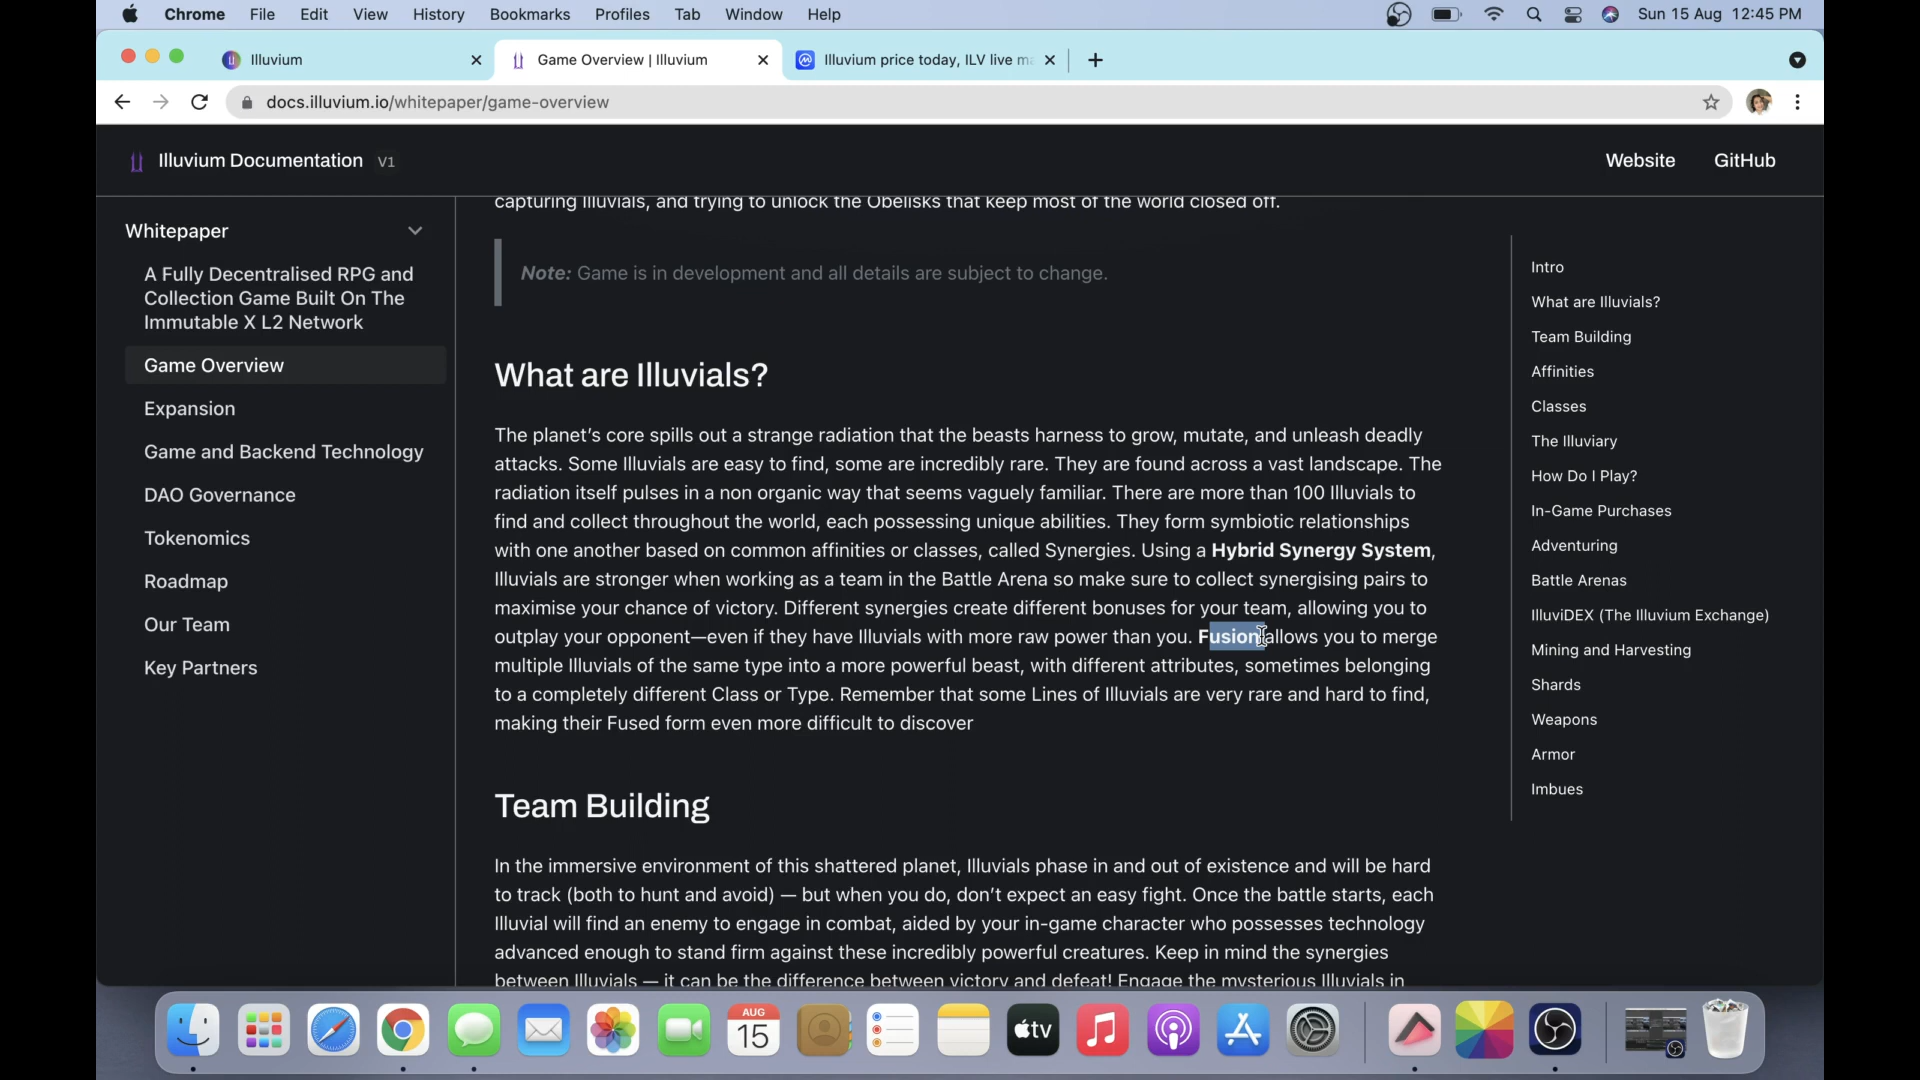 Chrome File Edit View History Bookmarks Profiles Tab Window Help
Sun 15 Aug 12:45 PM
Illuvium
Game Overview | Illuvium
Illuvium price today, ILV live ma
docs.illuvium.io/whitepaper/game-overview
Illuvium Documentation V1
Website
GitHub
Whitepaper
A Fully Decentralised RPG and
Collection Game Built On The
Immutable X L2 Network
Game Overview
Expansion
Game and Backend Technology
DAO Governance
Tokenomics
Roadmap
Our Team
Key Partners
capturing Illuvials, and trying to unlock the Obelisks that keep most of the world closed off.
Note: Game is in development and all details are subject to change.
What are Illuvials?
The planet's core spills out a strange radiation that the beasts harness to grow, mutate, and unleash deadly
attacks. Some Illuvials are easy to find, some are incredibly rare. They are found across a vast landscape. The
radiation itself pulses in a non organic way that seems vaguely familiar. There are more than 100 Illuvials to
find and collect throughout the world, each possessing unique abilities. They form symbiotic relationships
with one another based on common affinities or classes, called Synergies. Using a Hybrid Synergy System,
Illuvials are stronger when working as a team in the Battle Arena so make sure to collect synergising pairs to
maximise your chance of victory. Different synergies create different bonuses for your team, allowing you to
outplay your opponent—even if they have Illuvials with more raw power than you. Fusion allows you to merge
multiple Illuvials of the same type into a more powerful beast, with different attributes, sometimes belonging
to a completely different Class or Type. Remember that some Lines of Illuvials are very rare and hard to find,
making their Fused form even more difficult to discover
Team Building
In the immersive environment of this shattered planet, Illuvials phase in and out of existence and will be hard
to track (both to hunt and avoid) — but when you do, don't expect an easy fight. Once the battle starts, each
Illuvial will find an enemy to engage in combat, aided by your in-game character who possesses technology
advanced enough to stand firm against these incredibly powerful creatures. Keep in mind the synergies
between Illuvials — it can be the difference between victory and defeat! Engage the mysterious Illuvials in
Intro
What are Illuvials?
Team Building
Affinities
Classes
The Illuviary
How Do I Play?
In-Game Purchases
Adventuring
Battle Arenas
IlluviDEX (The Illuvium Exchange)
Mining and Harvesting
Shards
Weapons
Armor
Imbues
AUG
15
tv